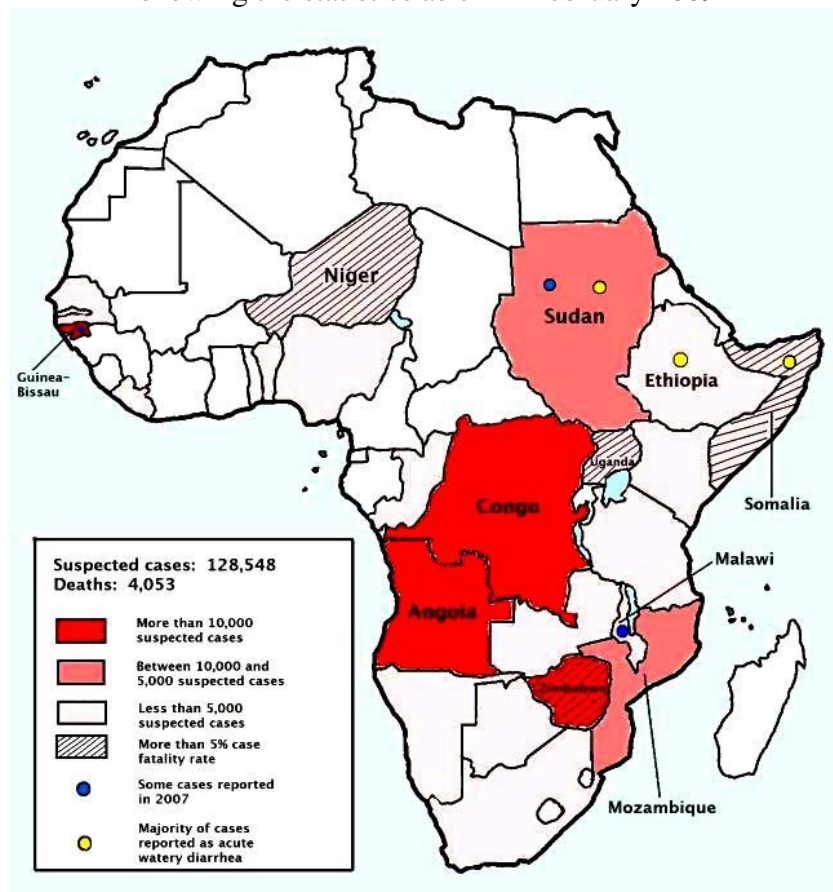 Niger
Sudan
Guinea-
Bissau
Ethiopia
Uganda
Congo
Somalia
Malawi
Angola
Zimbabwe
Mozambique
Suspected cases: 128,548
Deaths: 4,053
More than 10,000
suspected cases
Between 10,000 and
5,000 suspected cases
Less than 5,000
suspected cases
More than 5% case
fatality rate
Some cases reported
in 2007
Majority of cases
reported as acute
watery diarrhea